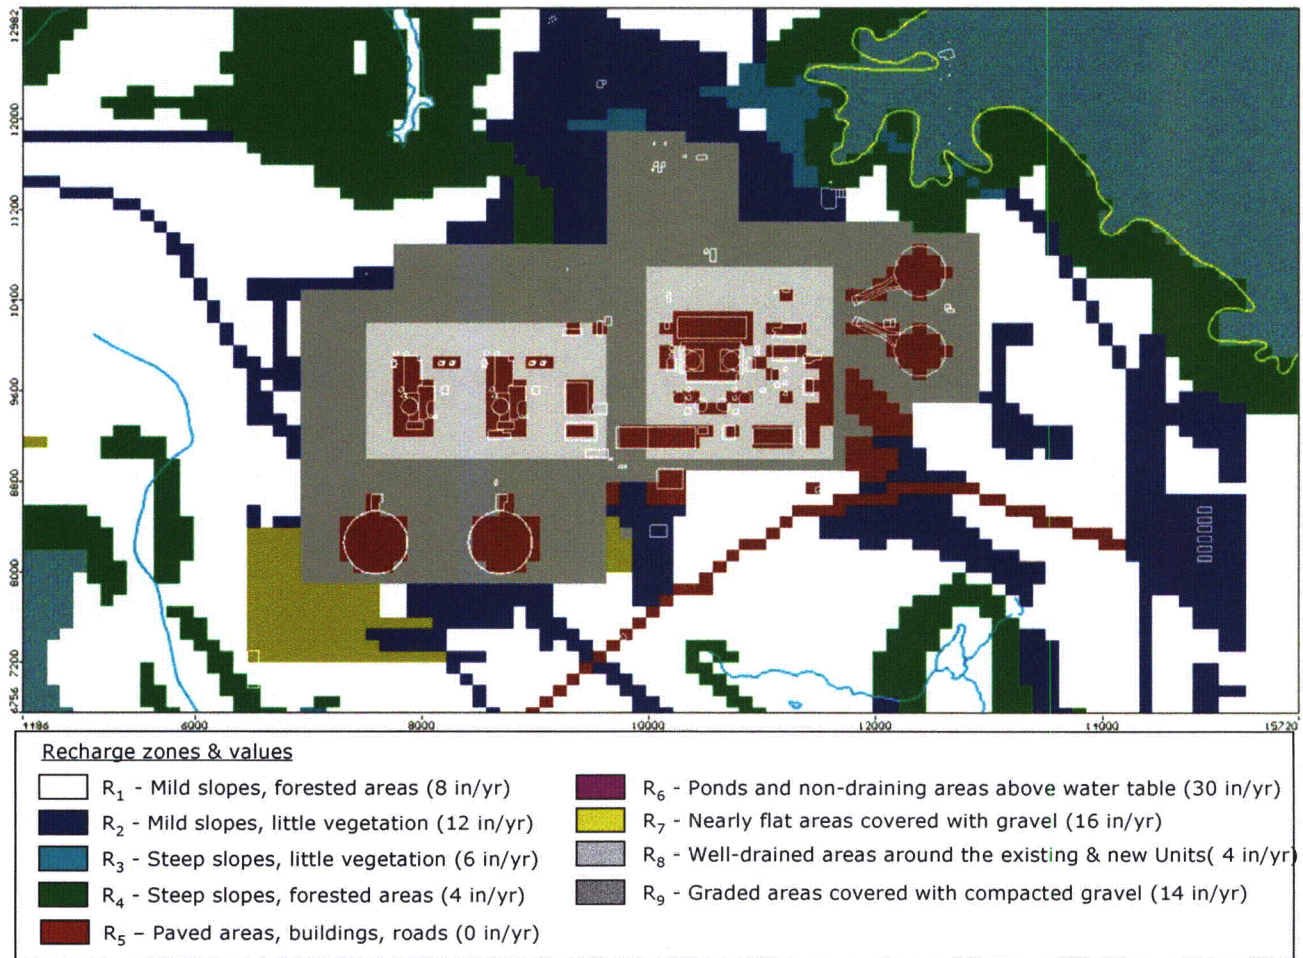 12982
12000
11200
10400
9600
8800
8000
7200
6756
6000
8000
10000
12000
14000
15720
Recharge zones & values
R₁ - Mild slopes, forested areas (8 in/yr)
R₂ - Mild slopes, little vegetation (12 in/yr)
R₃ - Steep slopes, little vegetation (6 in/yr)
R₄ - Steep slopes, forested areas (4 in/yr)
R₅ – Paved areas, buildings, roads (0 in/yr)
R₆ - Ponds and non-draining areas above water table (30 in/yr)
R₇ - Nearly flat areas covered with gravel (16 in/yr)
R₈ - Well-drained areas around the existing & new Units( 4 in/yr)
R₉ - Graded areas covered with compacted gravel (14 in/yr)